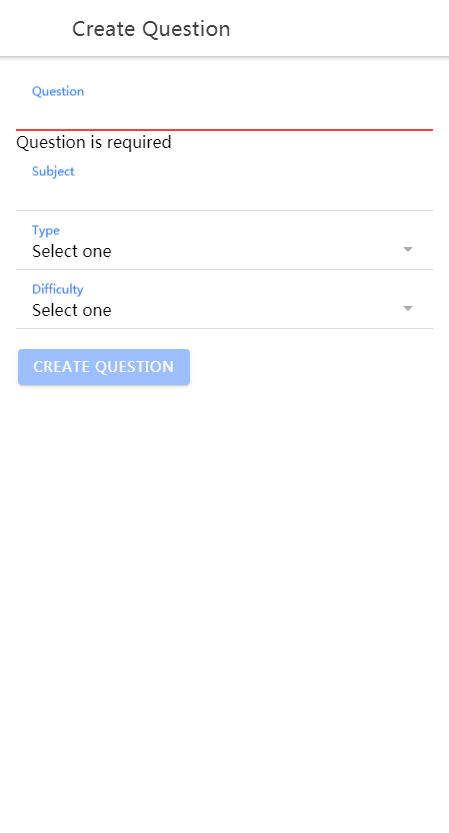 Create Question
Question
Question is required
Subject
Type
Select one
Difficulty
Select one
CREATE QUESTION